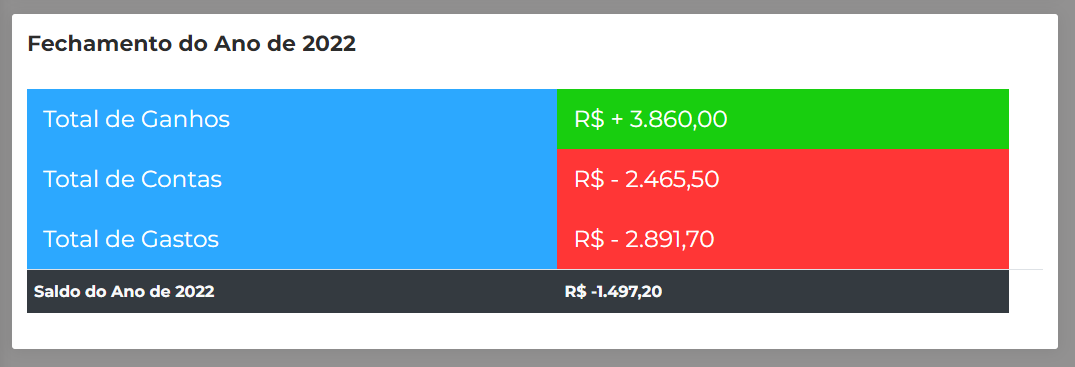 Fechamento do Ano de 2022
Total de Ganhos R$ + 3.860,00
Total de Contas R$ - 2.465,50
Total de Gastos R$ - 2.891,70
Saldo do Ano de 2022 R$ -1.497,20